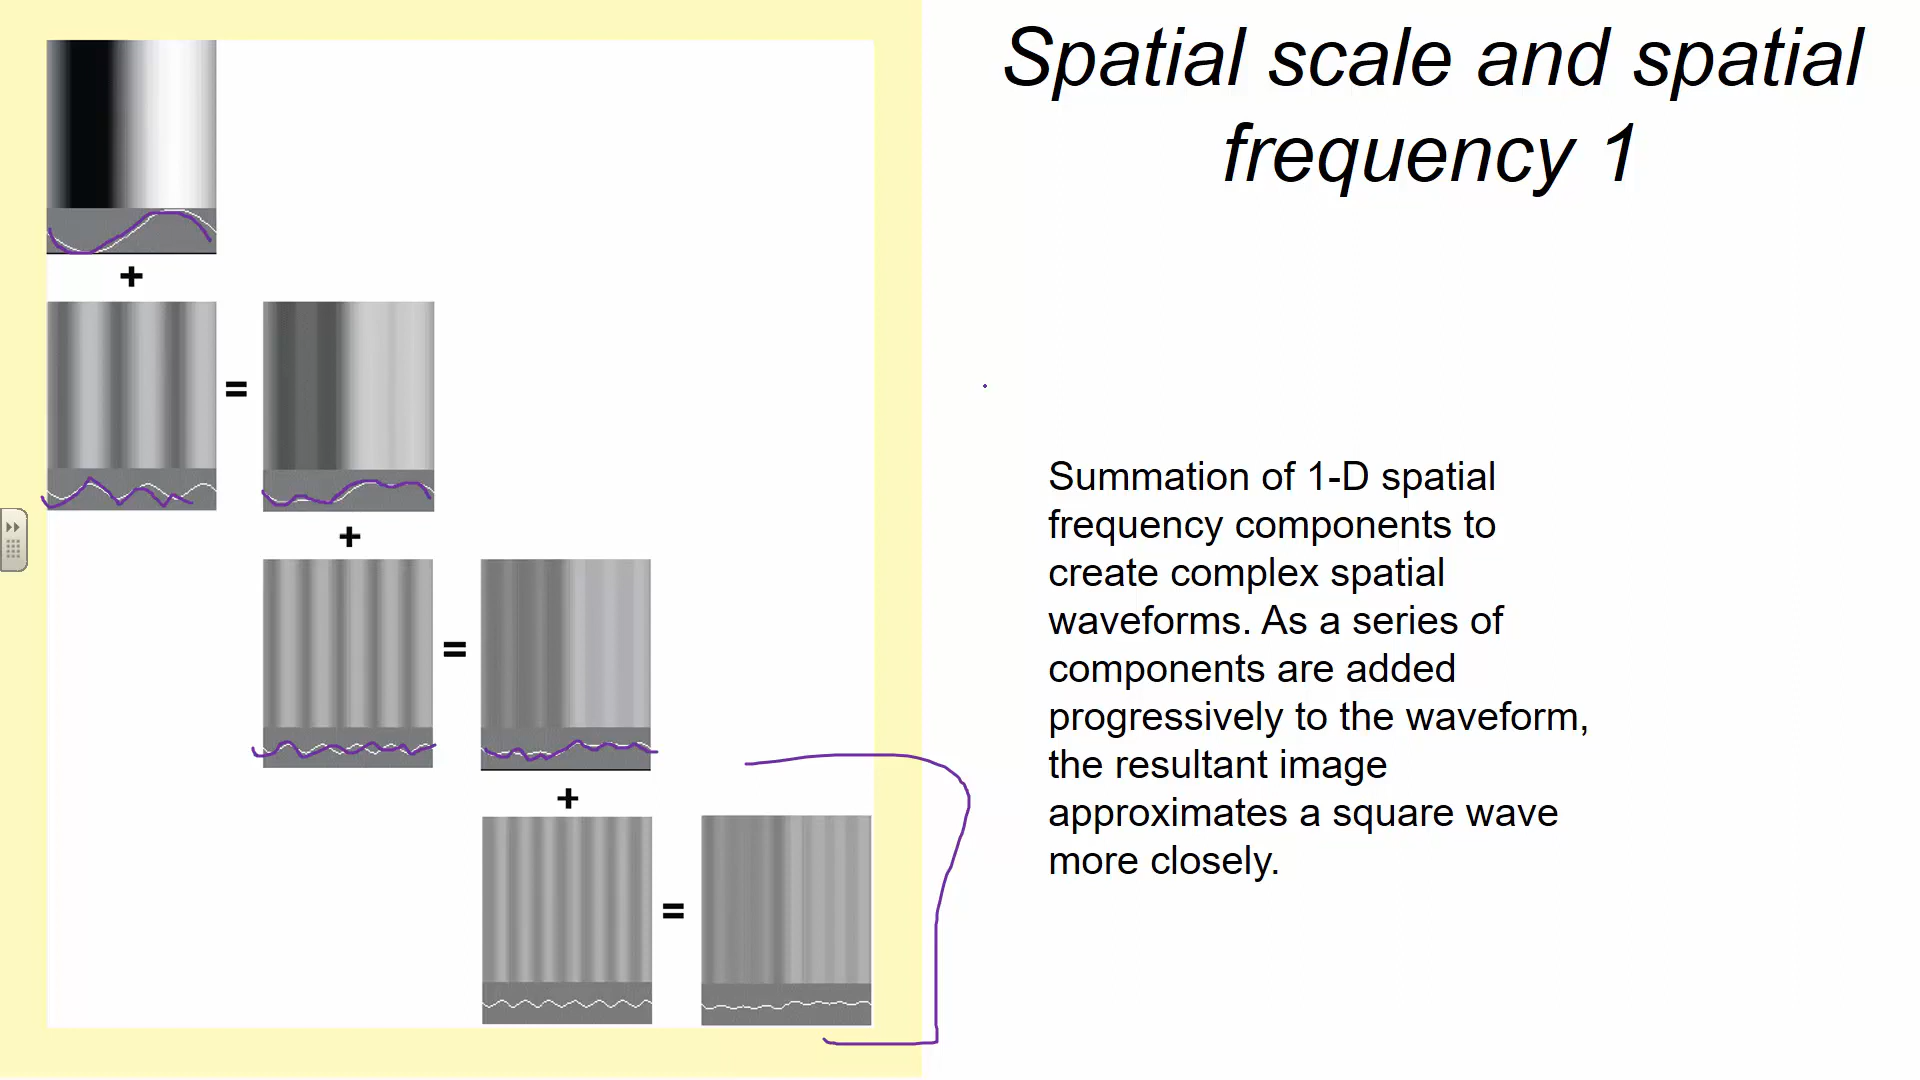 Spatial scale and spatial
frequency 1
+
=
+
=
+
=
Summation of 1-D spatial
frequency components to
create complex spatial
waveforms. As a series of
components are added
progressively to the waveform,
the resultant image
approximates a square wave
more closely.